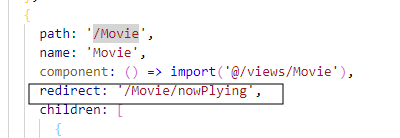 {
path: '/Movie',
name: 'Movie',
component: () => import('@/views/Movie'),
redirect: '/Movie/nowPlying',
children: [
{